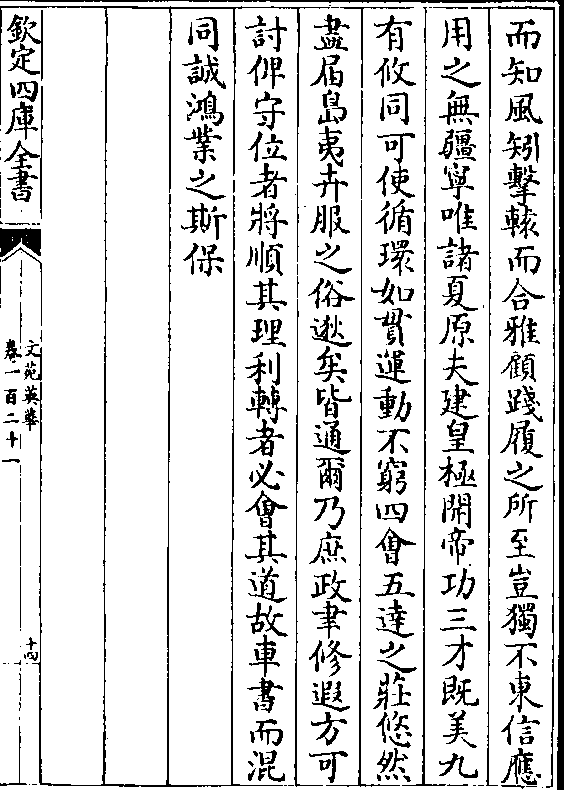 而知風矧擊轅而合雅顧踐履之所至豈獨不東信應
用之無疆寧唯諸夏原夫建皇極開帝功三才既美九
有攸同可使循環如貫運動不窮四會五達之莊悠然
盡届島夷卉服之俗逖矣皆通爾乃庶政聿修遐方可
討俾守位者將順其理利轉者必會其道故車書而混
同誠鴻業之斯保
欽定四庫全書
文苑英華
卷一百二十一
十四